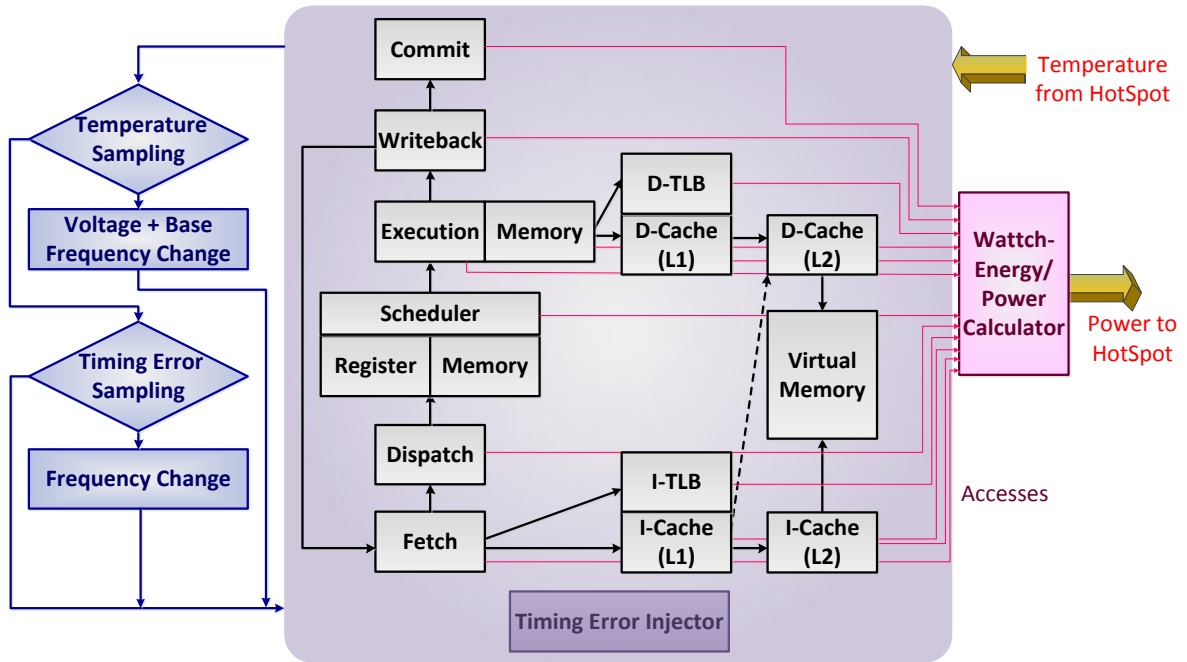 Temperature
Sampling
Voltage + Base
Frequency Change
Timing Error
Sampling
Frequency Change
Commit
Writeback
Execution
Memory
Scheduler
Register
Memory
Dispatch
Fetch
D-TLB
D-Cache
(L1)
D-Cache
(L2)
Virtual
Memory
I-TLB
I-Cache
(L1)
I-Cache
(L2)
Timing Error Injector
Temperature
from HotSpot
Wattch-
Energy/
Power
Calculator
Power to
HotSpot
Accesses